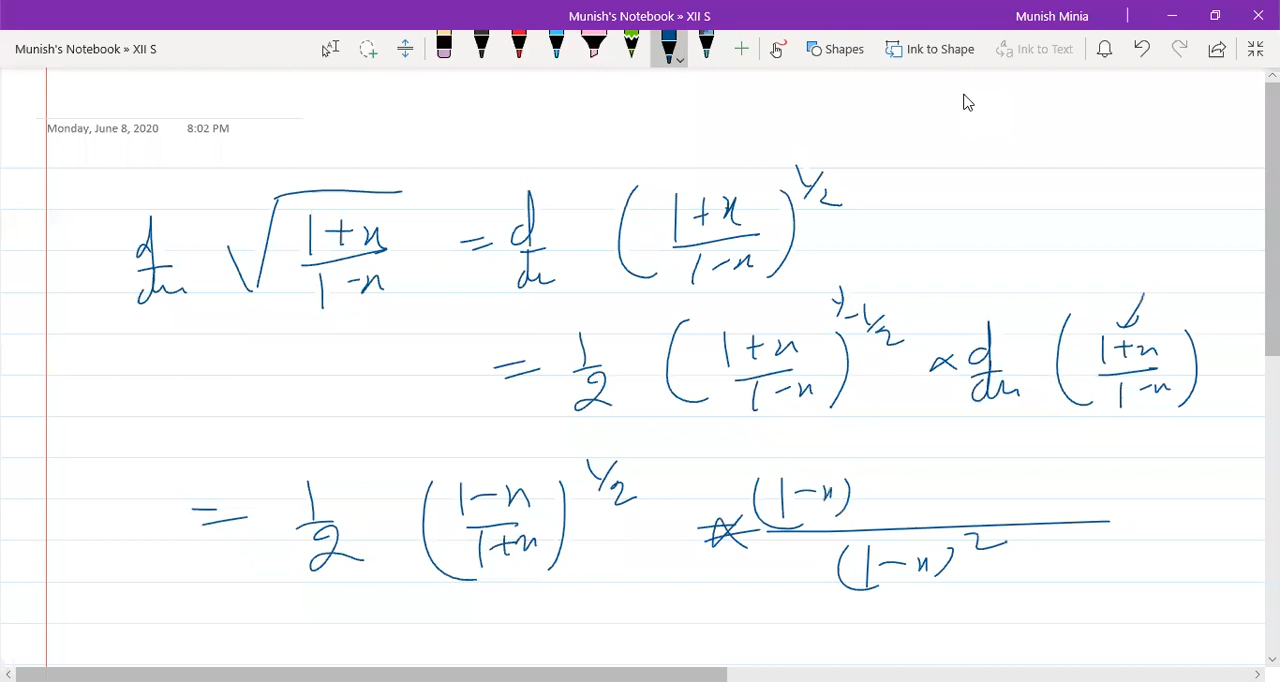 Munish's Notebook » XII S
Munish Minia
Munish's Notebook » XII S
Shapes
Ink to Shape
Ink to Text
Monday, June 8, 2020 8:02 PM
d/dx √((1+x)/(1-x)) = d/dx ((1+x)/(1-x))^1/2
= 1/2 ((1+x)/(1-x))^-1/2 × d/dx ((1+x)/(1-x))
= 1/2 ((1-x)/(1+x))^1/2 × (1-x)/(1-x)^2